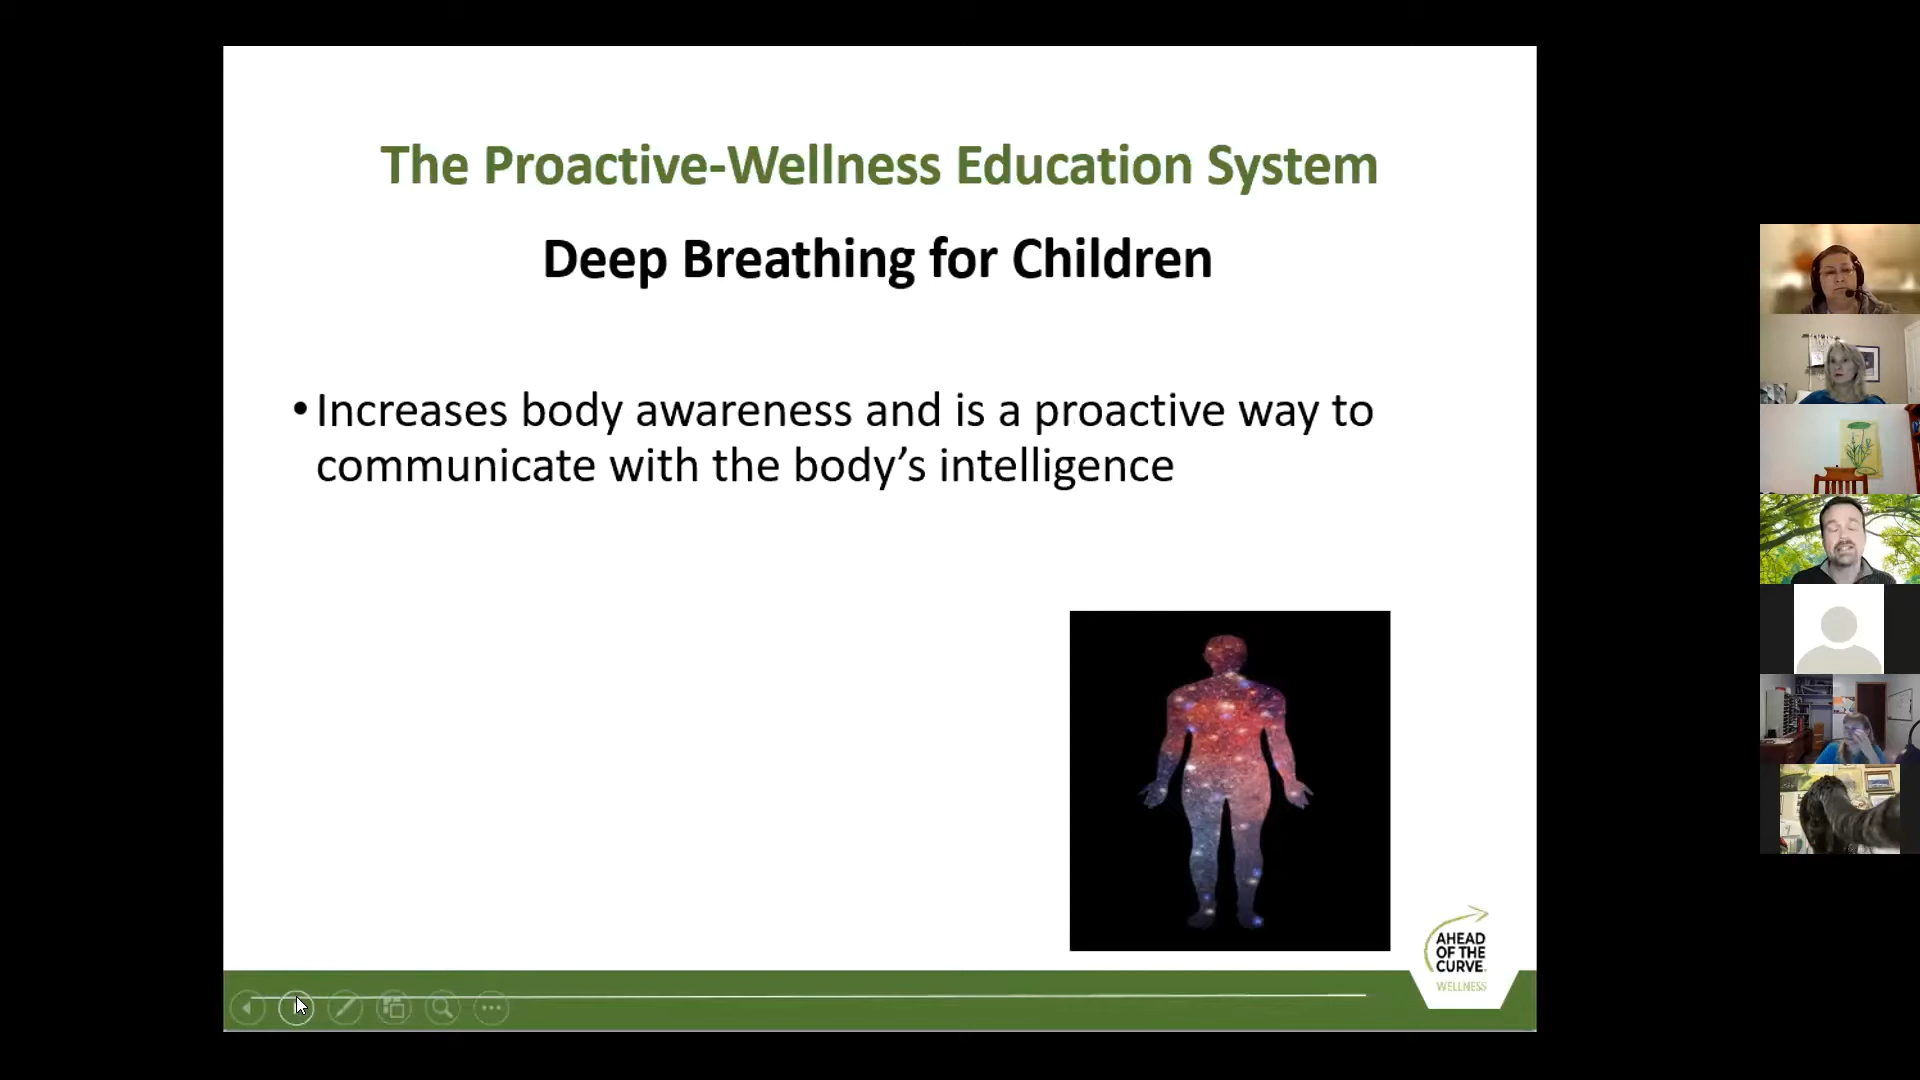 The Proactive-Wellness Education System
Deep Breathing for Children
• Increases body awareness and is a proactive way to
communicate with the body’s intelligence
AHEAD
OF THE
CURVE.
WELLNESS